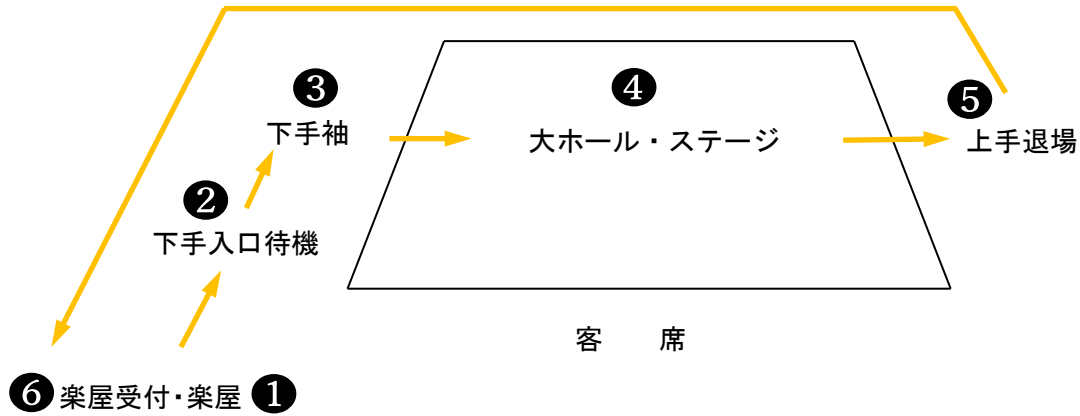 ❸
下手袖
❹
大ホール・ステージ
❺
上手退場
❷
下手入口待機
客　席
❻楽屋受付・楽屋❶